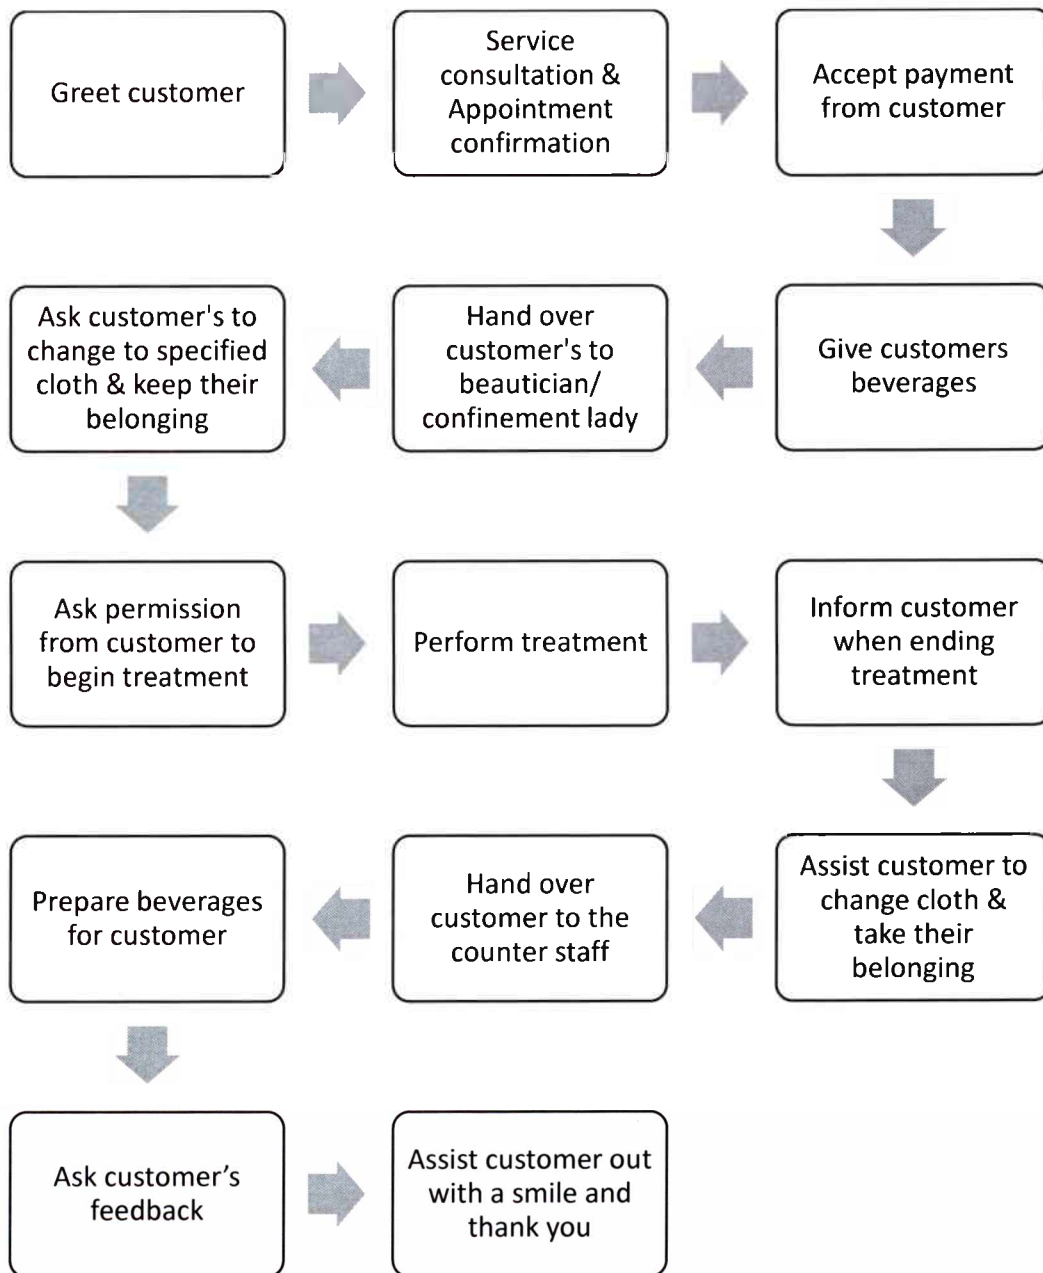 Greet customer
Service
consultation &
Appointment
confirmation
Accept payment
from customer
Give customers
beverages
Hand over
customer's to
beautician/
confinement lady
Ask customer's to
change to specified
cloth & keep their
belonging
Ask permission
from customer to
begin treatment
Perform treatment
Inform customer
when ending
treatment
Assist customer to
change cloth &
take their
belonging
Hand over
customer to the
counter staff
Prepare beverages
for customer
Ask customer’s
feedback
Assist customer out
with a smile and
thank you